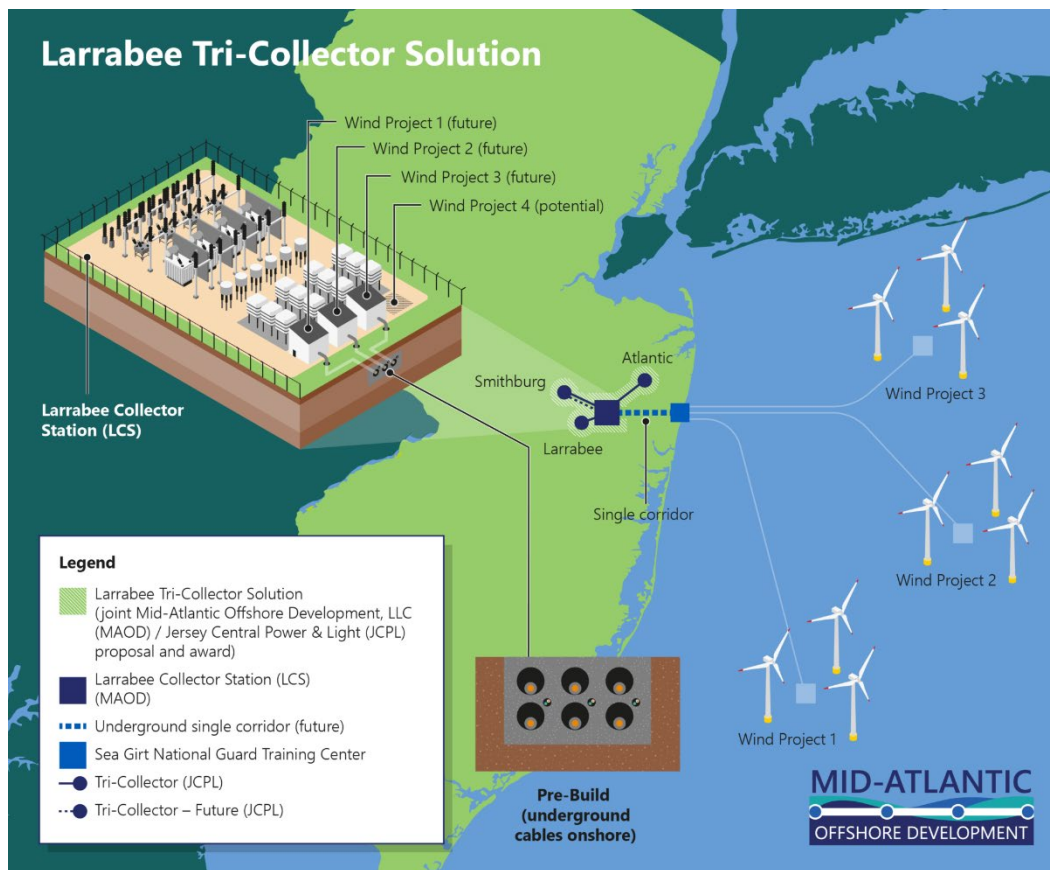 Larrabee Tri-Collector Solution
Wind Project 1 (future)
Wind Project 2 (future)
Wind Project 3 (future)
Wind Project 4 (potential)
Larrabee Collector
Station (LCS)
Smithburg
Atlantic
Larrabee
Single corridor
Wind Project 3
Wind Project 2
Wind Project 1
Legend
Larrabee Tri-Collector Solution
(joint Mid-Atlantic Offshore Development, LLC
(MAOD) / Jersey Central Power & Light (JCPL)
proposal and award)
Larrabee Collector Station (LCS)
(MAOD)
Underground single corridor (future)
Sea Girt National Guard Training Center
Tri-Collector (JCPL)
Tri-Collector – Future (JCPL)
Pre-Build
(underground
cables onshore)
MID-ATLANTIC
OFFSHORE DEVELOPMENT